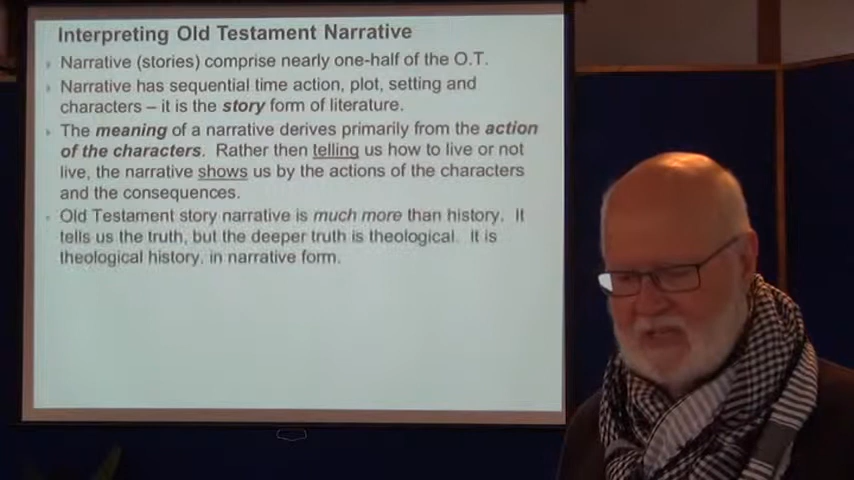 Interpreting Old Testament Narrative
Narrative (stories) comprise nearly one-half of the O.T.
Narrative has sequential time action, plot, setting and
characters – it is the story form of literature.
The meaning of a narrative derives primarily from the action
of the characters. Rather then telling us how to live or not
live, the narrative shows us by the actions of the characters
and the consequences.
Old Testament story narrative is much more than history. It
tells us the truth, but the deeper truth is theological. It is
theological history, in narrative form.